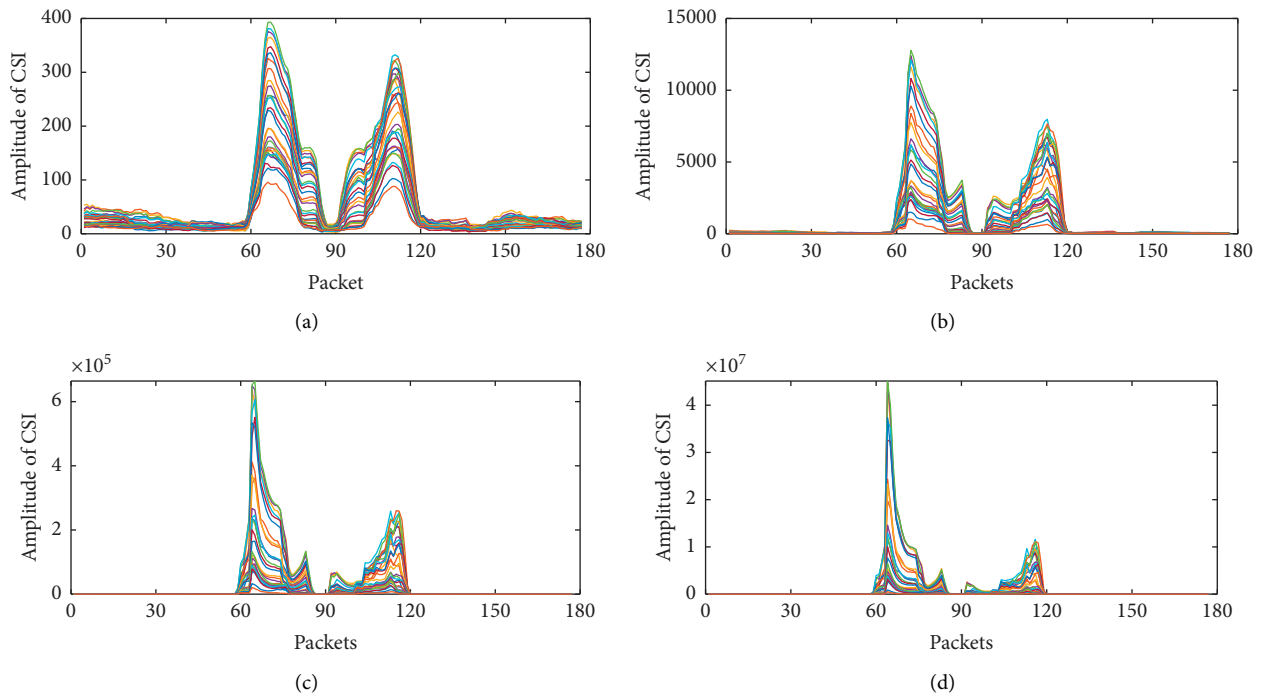 400
300
200
100
0
Amplitude of CSI
0 30 60 90 120 150 180
Packet
(a)
15000
10000
5000
0
Amplitude of CSI
0 30 60 90 120 150 180
Packets
(b)
×10^5
6
4
2
0
Amplitude of CSI
0 30 60 90 120 150 180
Packets
(c)
×10^7
4
3
2
1
0
Amplitude of CSI
0 30 60 90 120 150 180
Packets
(d)